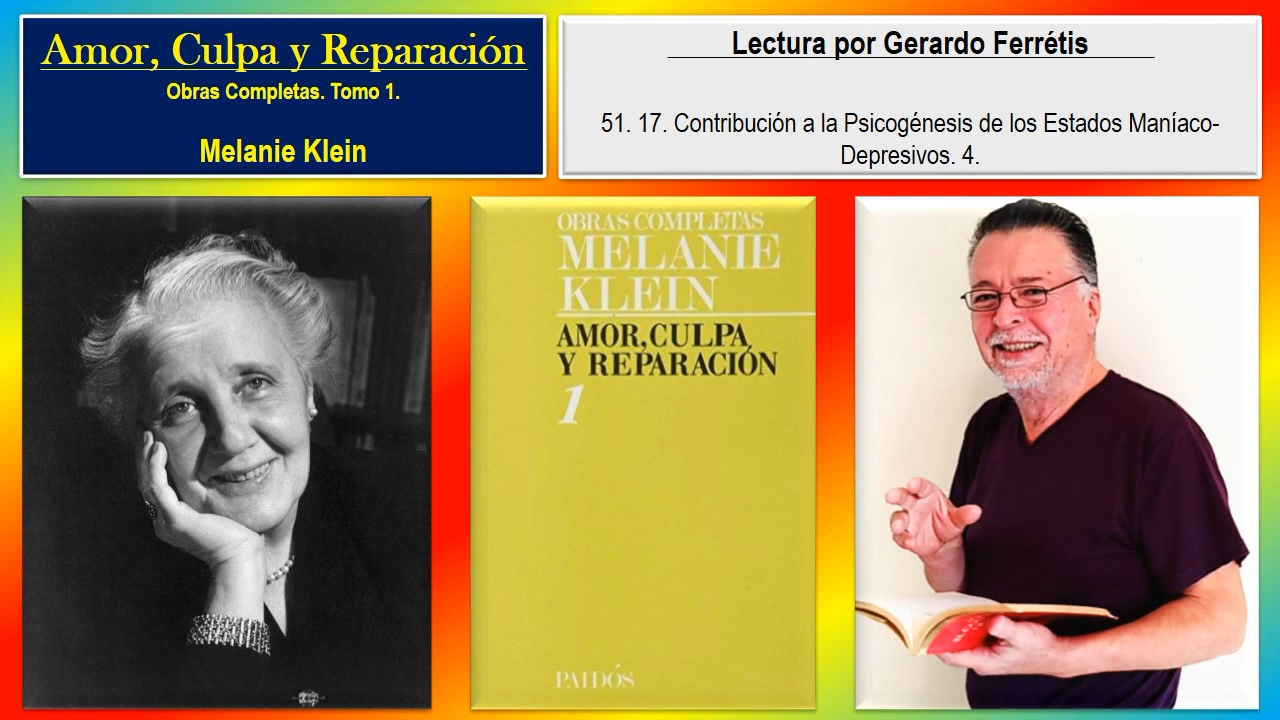 Amor, Culpa y Reparación
Obras Completas. Tomo 1.
Melanie Klein
Lectura por Gerardo Ferrétis
51. 17. Contribución a la Psicogénesis de los Estados Maníaco-
Depresivos. 4.
OBRAS COMPLETAS
MELANIE
KLEIN
AMOR, CULPA
Y REPARACIÓN
1
PAIDÓS